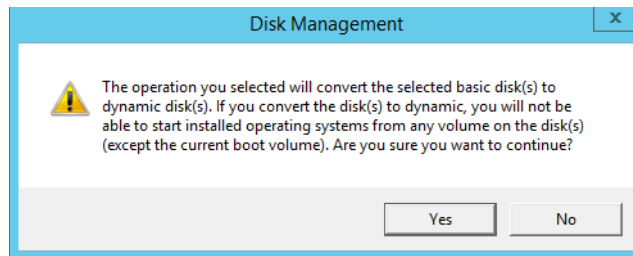 Disk Management
x
The operation you selected will convert the selected basic disk(s) to
dynamic disk(s). If you convert the disk(s) to dynamic, you will not be
able to start installed operating systems from any volume on the disk(s)
(except the current boot volume). Are you sure you want to continue?
Yes
No